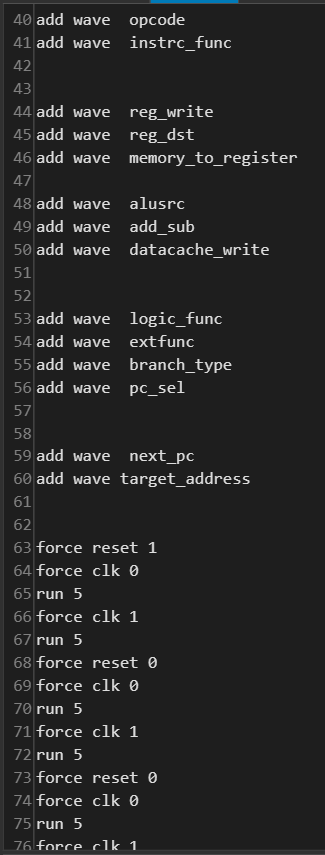 40 add wave  opcode
41 add wave  instrc_func
42
43
44 add wave  reg_write
45 add wave  reg_dst
46 add wave  memory_to_register
47
48 add wave  alusrc
49 add wave  add_sub
50 add wave  datacache_write
51
52
53 add wave  logic_func
54 add wave  extfunc
55 add wave  branch_type
56 add wave  pc_sel
57
58
59 add wave  next_pc
60 add wave target_address
61
62
63 force reset 1
64 force clk 0
65 run 5
66 force clk 1
67 run 5
68 force reset 0
69 force clk 0
70 run 5
71 force clk 1
72 run 5
73 force reset 0
74 force clk 0
75 run 5
76 force clk 1